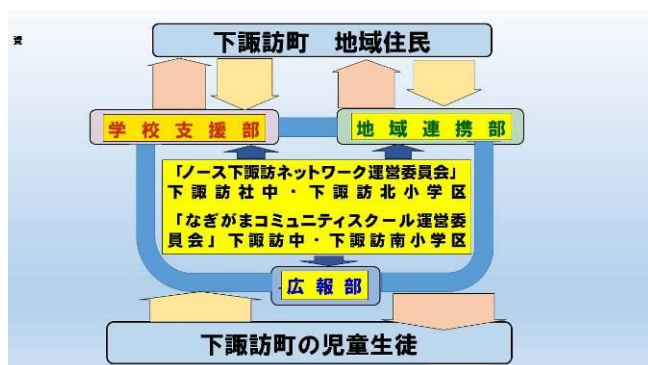 資
下諏訪町　地域住民
学校支援部
地域連携部
「ノース下諏訪ネットワーク運営委員会」
下諏訪社中・下諏訪北小学区
「なぎがまコミュニティスクール運営委
員会」下諏訪中・下諏訪南小学区
広報部
下諏訪町の児童生徒